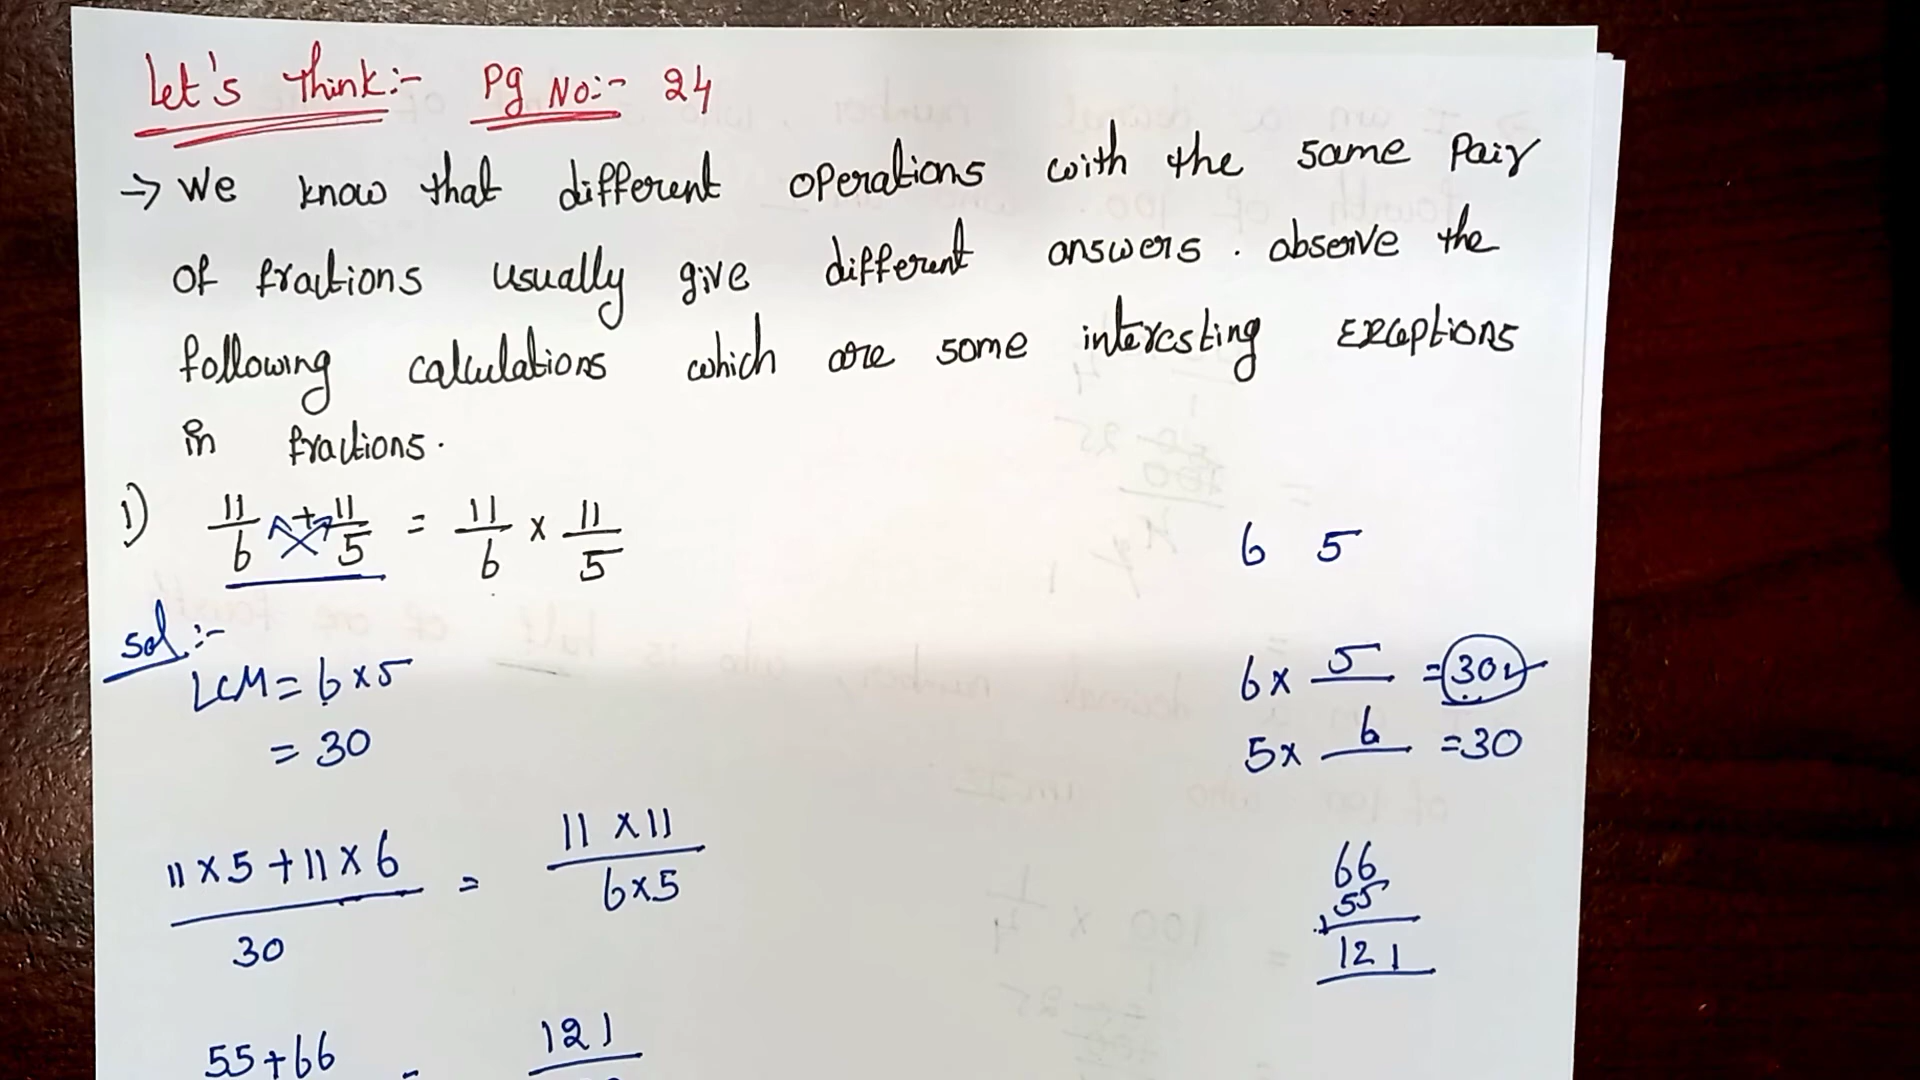 Let's Think:- Pg No:- 24
→ We know that different operations with the same Pair
of fractions usually give different answers. observe the
following calculations which are some interesting Exceptions
in fractions.
1) 11/6 + 11/5 = 11/6 × 11/5
6 5
Sol:-
LCM = 6×5
= 30
6× 5 = 30
5× 6 = 30
11×5+11×6 / 30 = 11×11 / 6×5
66
+55
121
55+66 = 121